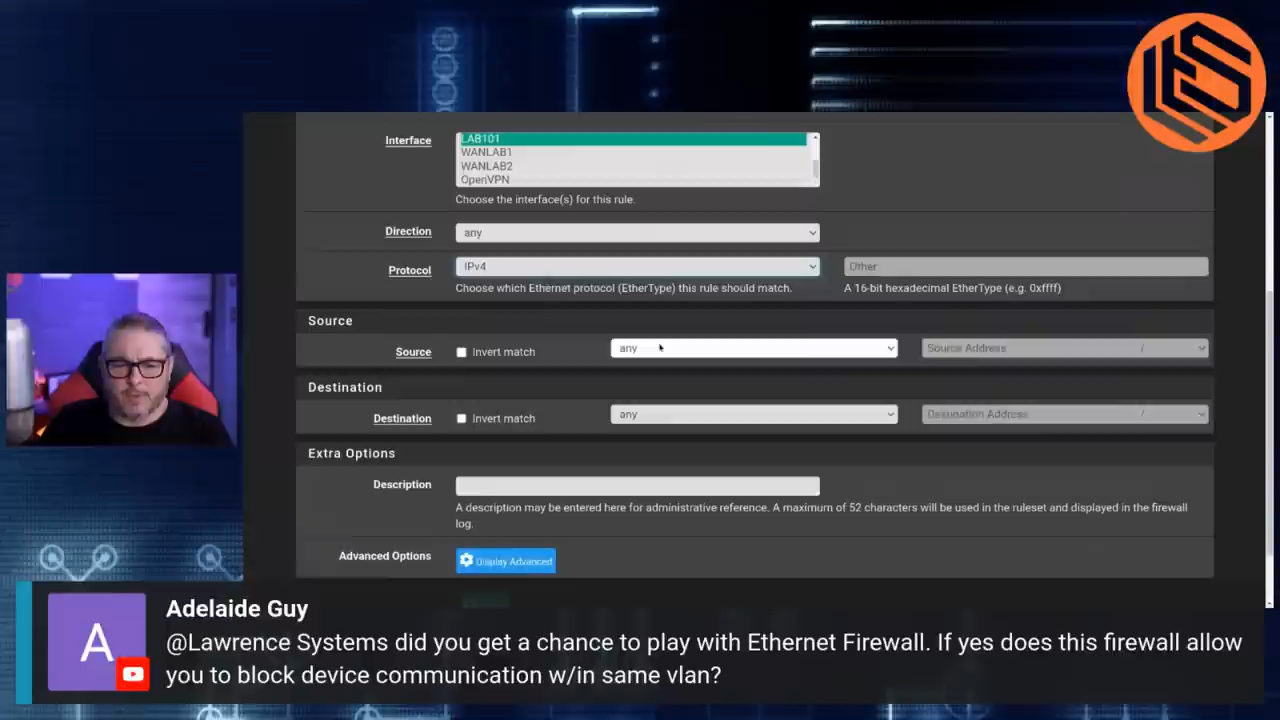 Interface
LAB101
WANLAB1
WANLAB2
OpenVPN
Choose the interface(s) for this rule.
Direction
any
Protocol
IPv4
Other
Choose which Ethernet protocol (EtherType) this rule should match.
A 16-bit hexadecimal EtherType (e.g. 0xffff)
Source
Source
Invert match
any
Source Address /
Destination
Destination
Invert match
any
Destination Address /
Extra Options
Description
A description may be entered here for administrative reference. A maximum of 52 characters will be used in the ruleset and displayed in the firewall
log.
Advanced Options
Display Advanced
A
Adelaide Guy
@Lawrence Systems did you get a chance to play with Ethernet Firewall. If yes does this firewall allow
you to block device communication w/in same vlan?